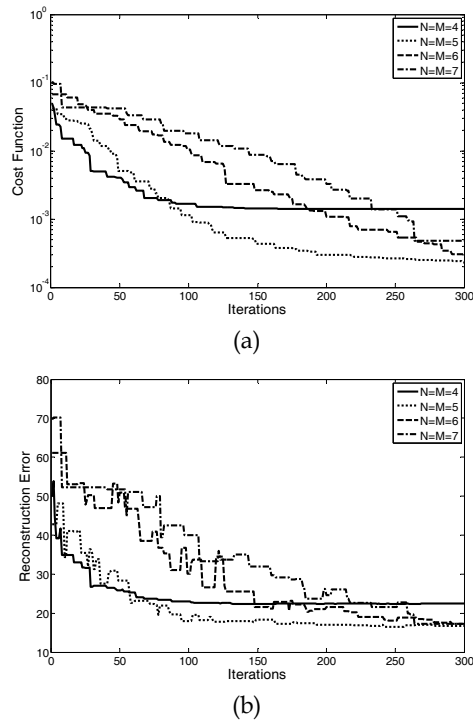 10^0
10^-1
10^-2
10^-3
10^-4
Cost Function
0 50 100 150 200 250 300
Iterations
N=M=4
N=M=5
N=M=6
N=M=7
(a)
80
70
60
50
40
30
20
10
Reconstruction Error
0 50 100 150 200 250 300
Iterations
N=M=4
N=M=5
N=M=6
N=M=7
(b)